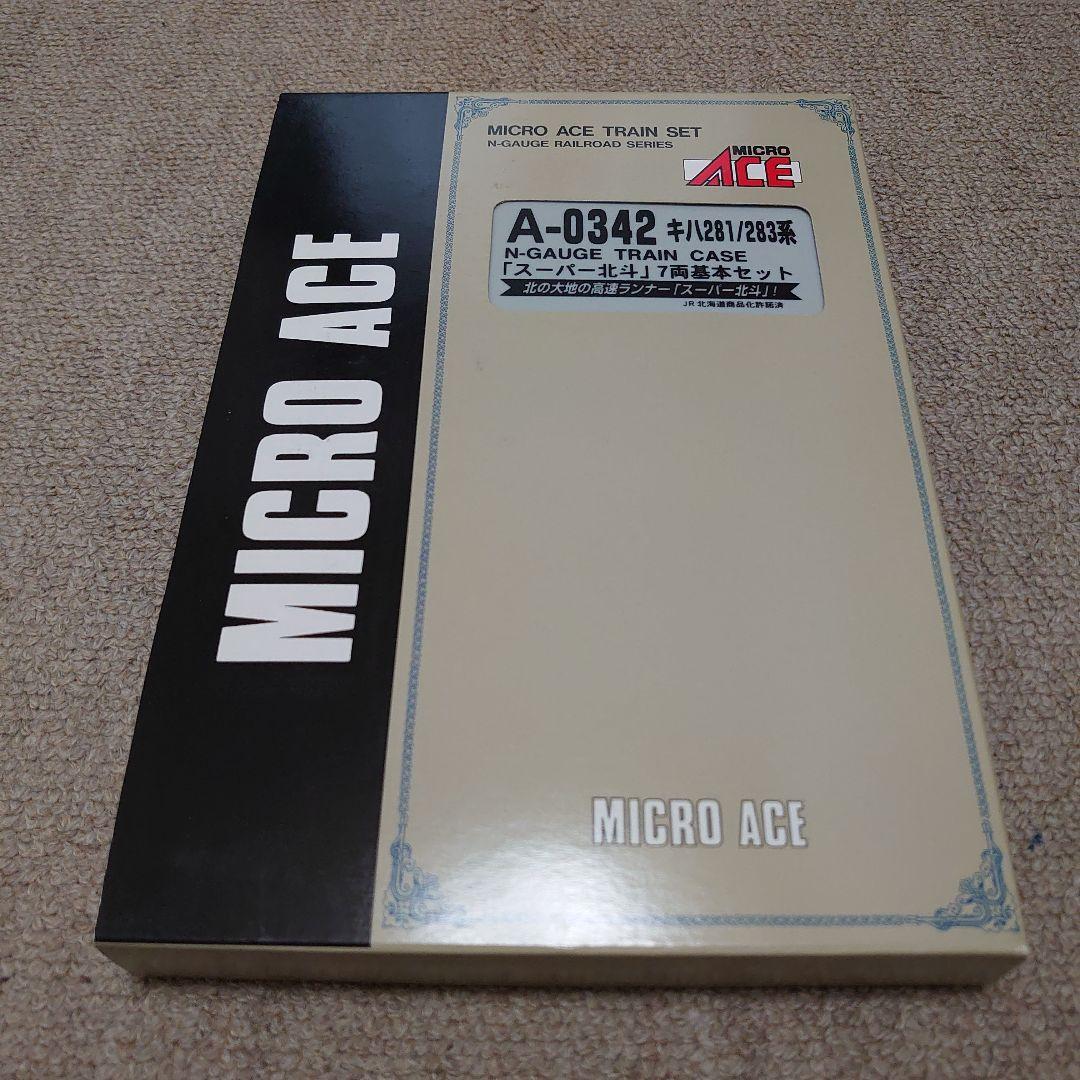 MICRO ACE
MICRO ACE TRAIN SET
N-GAUGE RAILROAD SERIES
MICRO
ACE
A-0342 キハ281/283系
N-GAUGE TRAIN CASE
「スーパー北斗」7両基本セット
北の大地の高速ランナー「スーパー北斗」!
JR北海道商品化許諾済
MICRO ACE